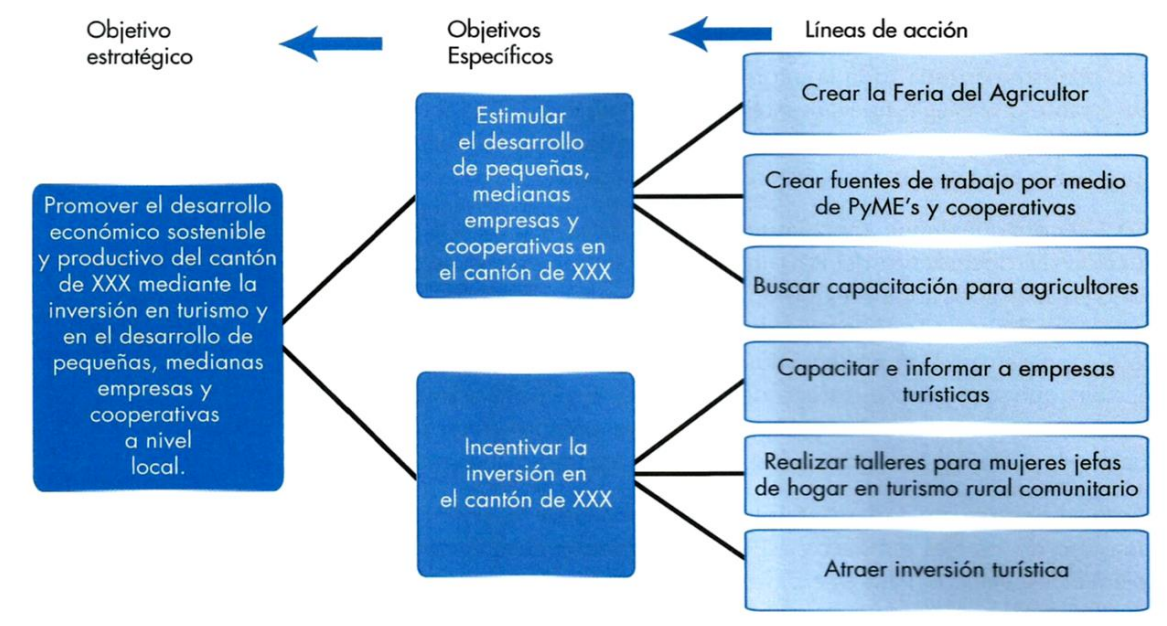 Objetivo
estratégico
Objetivos
Específicos
Líneas de acción
Promover el desarrollo
económico sostenible
y productivo del cantón
de XXX mediante la
inversión en turismo y
en el desarrollo de
pequeñas, medianas
empresas y
cooperativas
a nivel
local.
Estimular
el desarrollo
de pequeñas,
medianas
empresas y
cooperativas en
el cantón de XXX
Crear la Feria del Agricultor
Crear fuentes de trabajo por medio
de PyME's y cooperativas
Buscar capacitación para agricultores
Incentivar la
inversión en
el cantón de XXX
Capacitar e informar a empresas
turísticas
Realizar talleres para mujeres jefas
de hogar en turismo rural comunitario
Atraer inversión turística